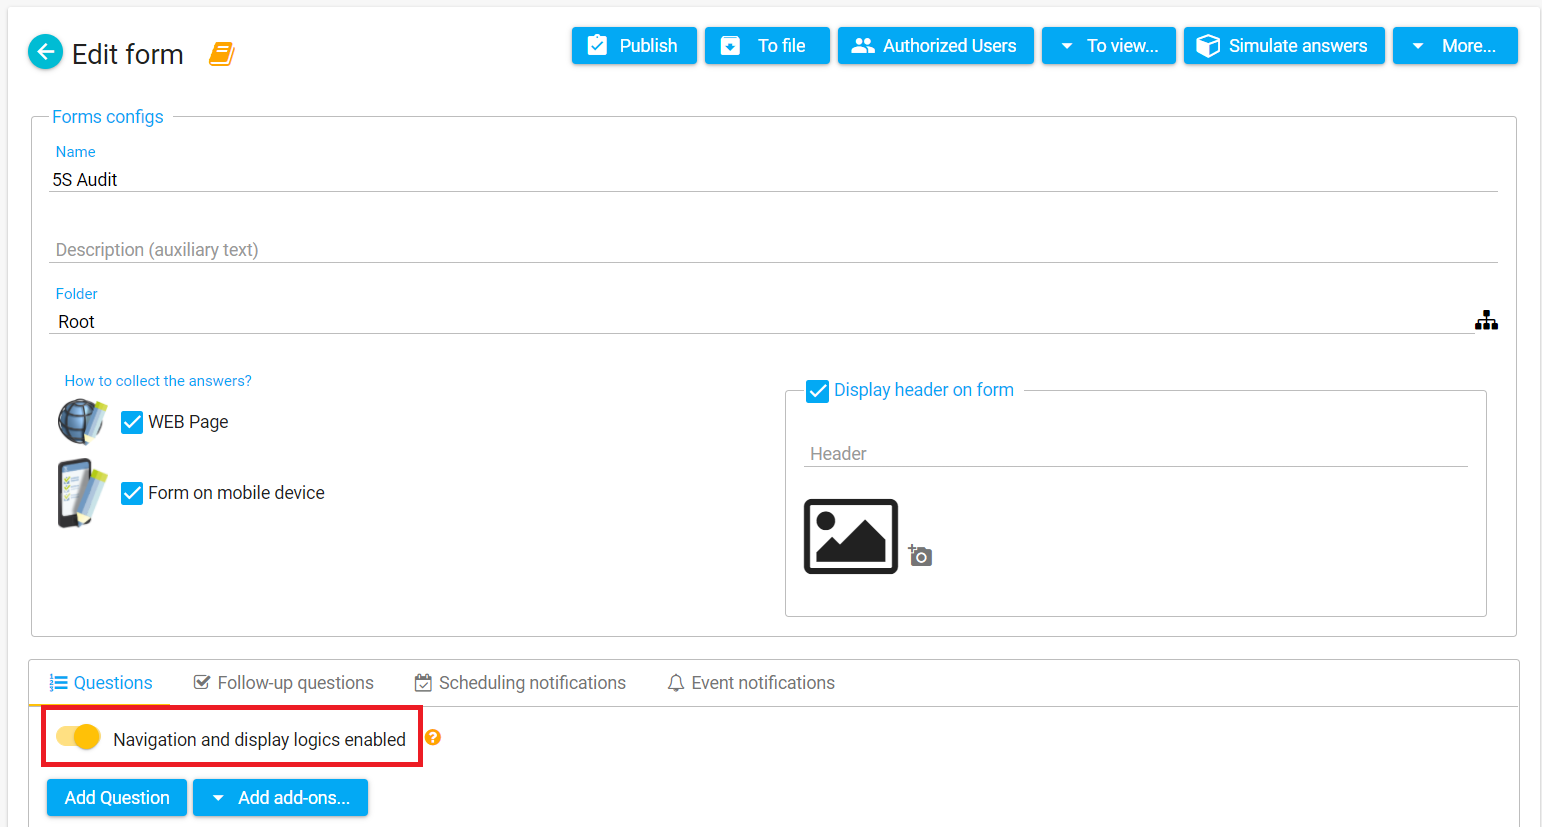 Edit form
Publish
To file
Authorized Users
To view...
Simulate answers
More...
Forms configs
Name
5S Audit
Description (auxiliary text)
Folder
Root
How to collect the answers?
WEB Page
Form on mobile device
Display header on form
Header
Questions
Follow-up questions
Scheduling notifications
Event notifications
Navigation and display logics enabled
?
Add Question
Add add-ons...